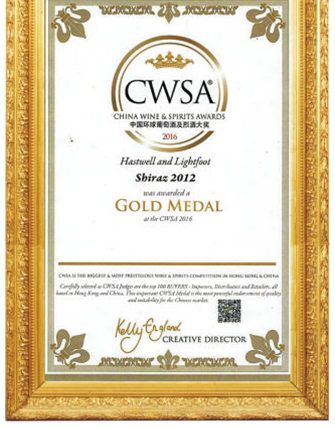 CWSA®
CHINA WINE & SPIRITS AWARDS
中国环球葡萄酒及烈酒大奖
2016
Hastwell and Lightfoot
Shiraz 2012
was awarded a
GOLD MEDAL
at the CWSA 2016
CWSA IS THE BIGGEST & MOST PRESTIGIOUS WINE & SPIRITS COMPETITION IN HONG KONG & CHINA
Carefully selected as CWSA Judges are the top 100 BUYERS - Importers, Distributors and Retailers, all
based in Hong Kong and China. This important CWSA Medal is the most powerful endorsement of quality
and suitability for the Chinese market.
Kelly England
CREATIVE DIRECTOR